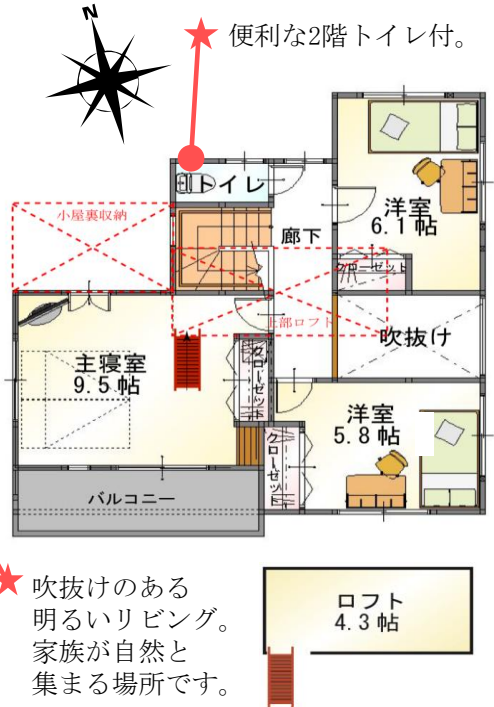 N
便利な2階トイレ付。
トイレ
洋室
6.1帖
小屋裏収納
廊下
クローゼット
上部ロフト
吹抜け
主寝室
9.5帖
クローゼット
洋室
5.8帖
クローゼット
バルコニー
吹抜けのある
明るいリビング。
家族が自然と
集まる場所です。
ロフト
4.3帖